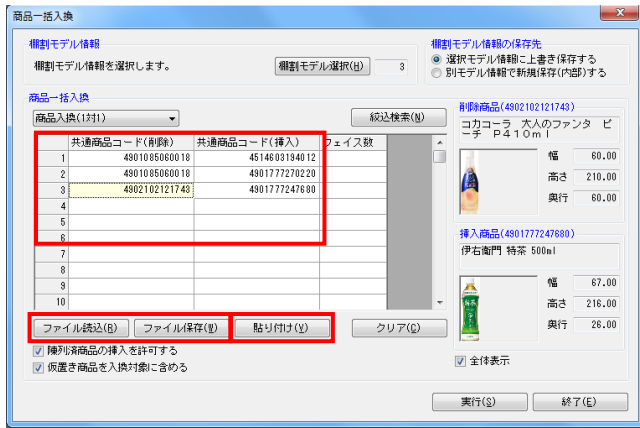 商品一括入換
棚割モデル情報
棚割モデル情報を選択します。
棚割モデル選択(H)
3
棚割モデル情報の保存先
選択モデル情報に上書き保存する
別モデル情報で新規保存(内部)する
商品一括入換
商品入換(1対1)
絞込検索(N)
共通商品コード(削除) 共通商品コード(挿入) フェイス数
1 4901085060018 4514603194012
2 4901085060018 4901777270220
3 4902102121743 4901777247680
4
5
6
7
8
9
10
ファイル読込(R)
ファイル保存(W)
貼り付け(V)
クリア(C)
陳列済商品の挿入を許可する
仮置き商品を入換対象に含める
削除商品(4902102121743)
コカコーラ 大人のファンタ ピ
ーチ P410ml
幅 60.00
高さ 210.00
奥行 60.00
挿入商品(4901777247680)
伊右衛門 特茶 500ml
幅 67.00
高さ 216.00
奥行 26.00
全体表示
実行(S)
終了(E)